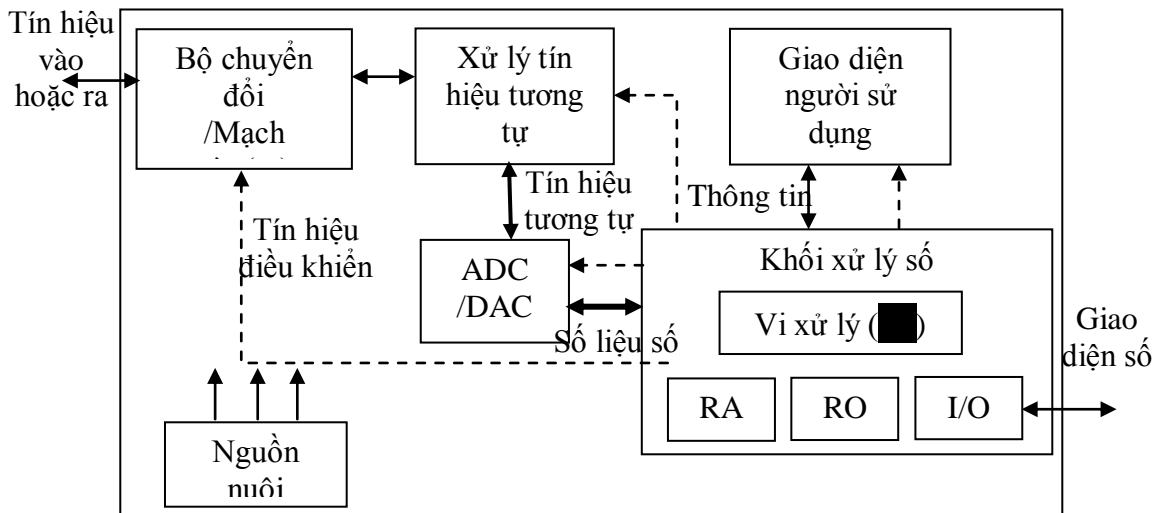 Tín hiệu
vào
hoặc ra
Bộ chuyển
đổi
/Mạch
Xử lý tín
hiệu tương
tự
Giao diện
người sử
dụng
Tín hiệu
tương tự
Thông tin
Tín hiệu
điều khiển
ADC
/DAC
Số liệu số
Khối xử lý số
Vi xử lý ( )
RA
RO
I/O
Giao
diện số
Nguồn
nuôi